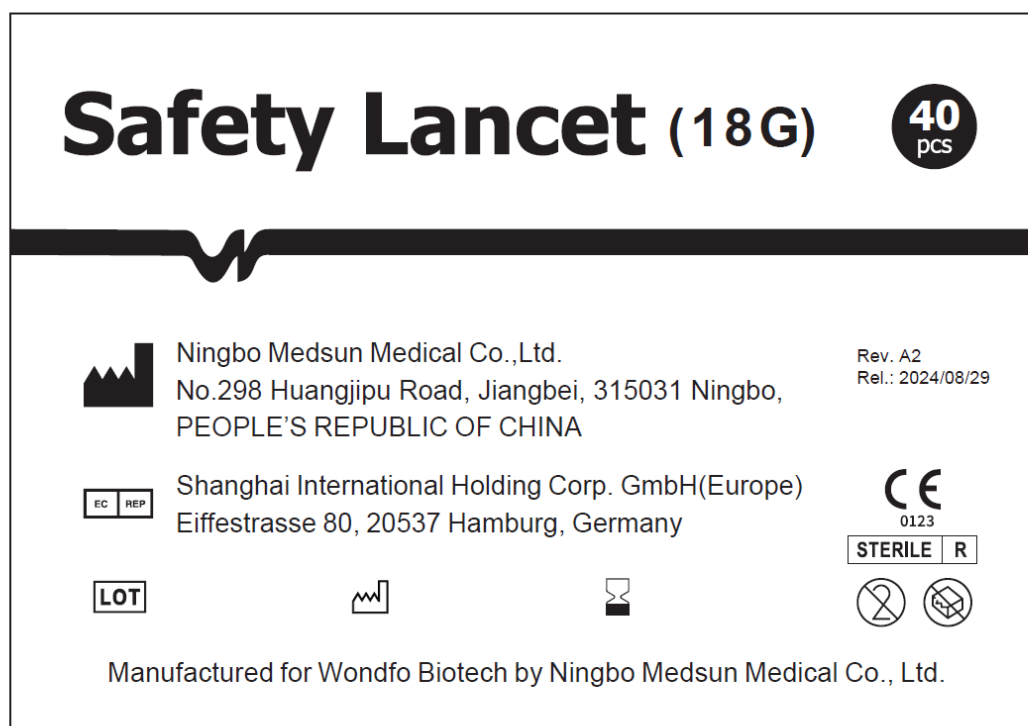 Safety Lancet (18G)
40
pcs
Ningbo Medsun Medical Co.,Ltd.
No.298 Huangjipu Road, Jiangbei, 315031 Ningbo,
PEOPLE'S REPUBLIC OF CHINA
Rev. A2
Rel.: 2024/08/29
EC REP
Shanghai International Holding Corp. GmbH(Europe)
Eiffestrasse 80, 20537 Hamburg, Germany
CE
0123
STERILE R
LOT
2
Manufactured for Wondfo Biotech by Ningbo Medsun Medical Co., Ltd.